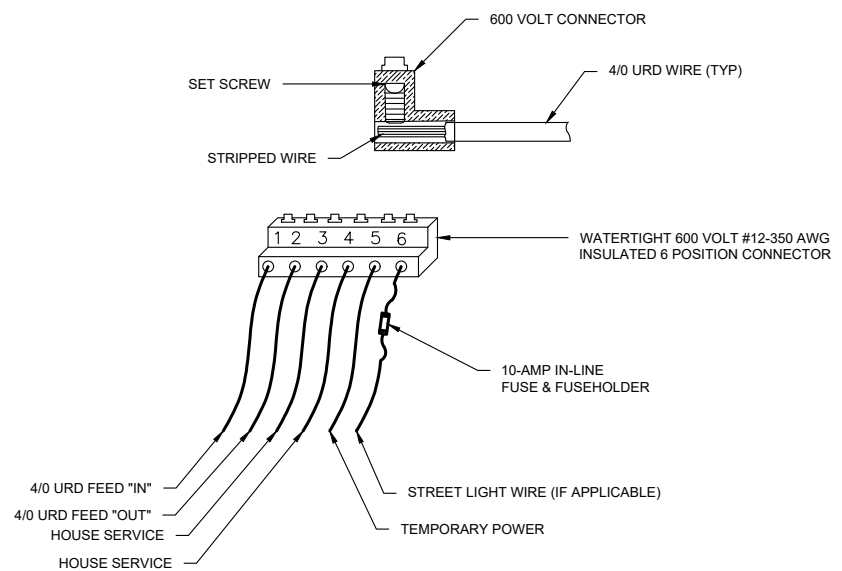 600 VOLT CONNECTOR
4/0 URD WIRE (TYP)
SET SCREW
STRIPPED WIRE
1 2 3 4 5 6
WATERTIGHT 600 VOLT #12-350 AWG
INSULATED 6 POSITION CONNECTOR
10-AMP IN-LINE
FUSE & FUSEHOLDER
4/0 URD FEED "IN"
STREET LIGHT WIRE (IF APPLICABLE)
4/0 URD FEED "OUT"
TEMPORARY POWER
HOUSE SERVICE
HOUSE SERVICE